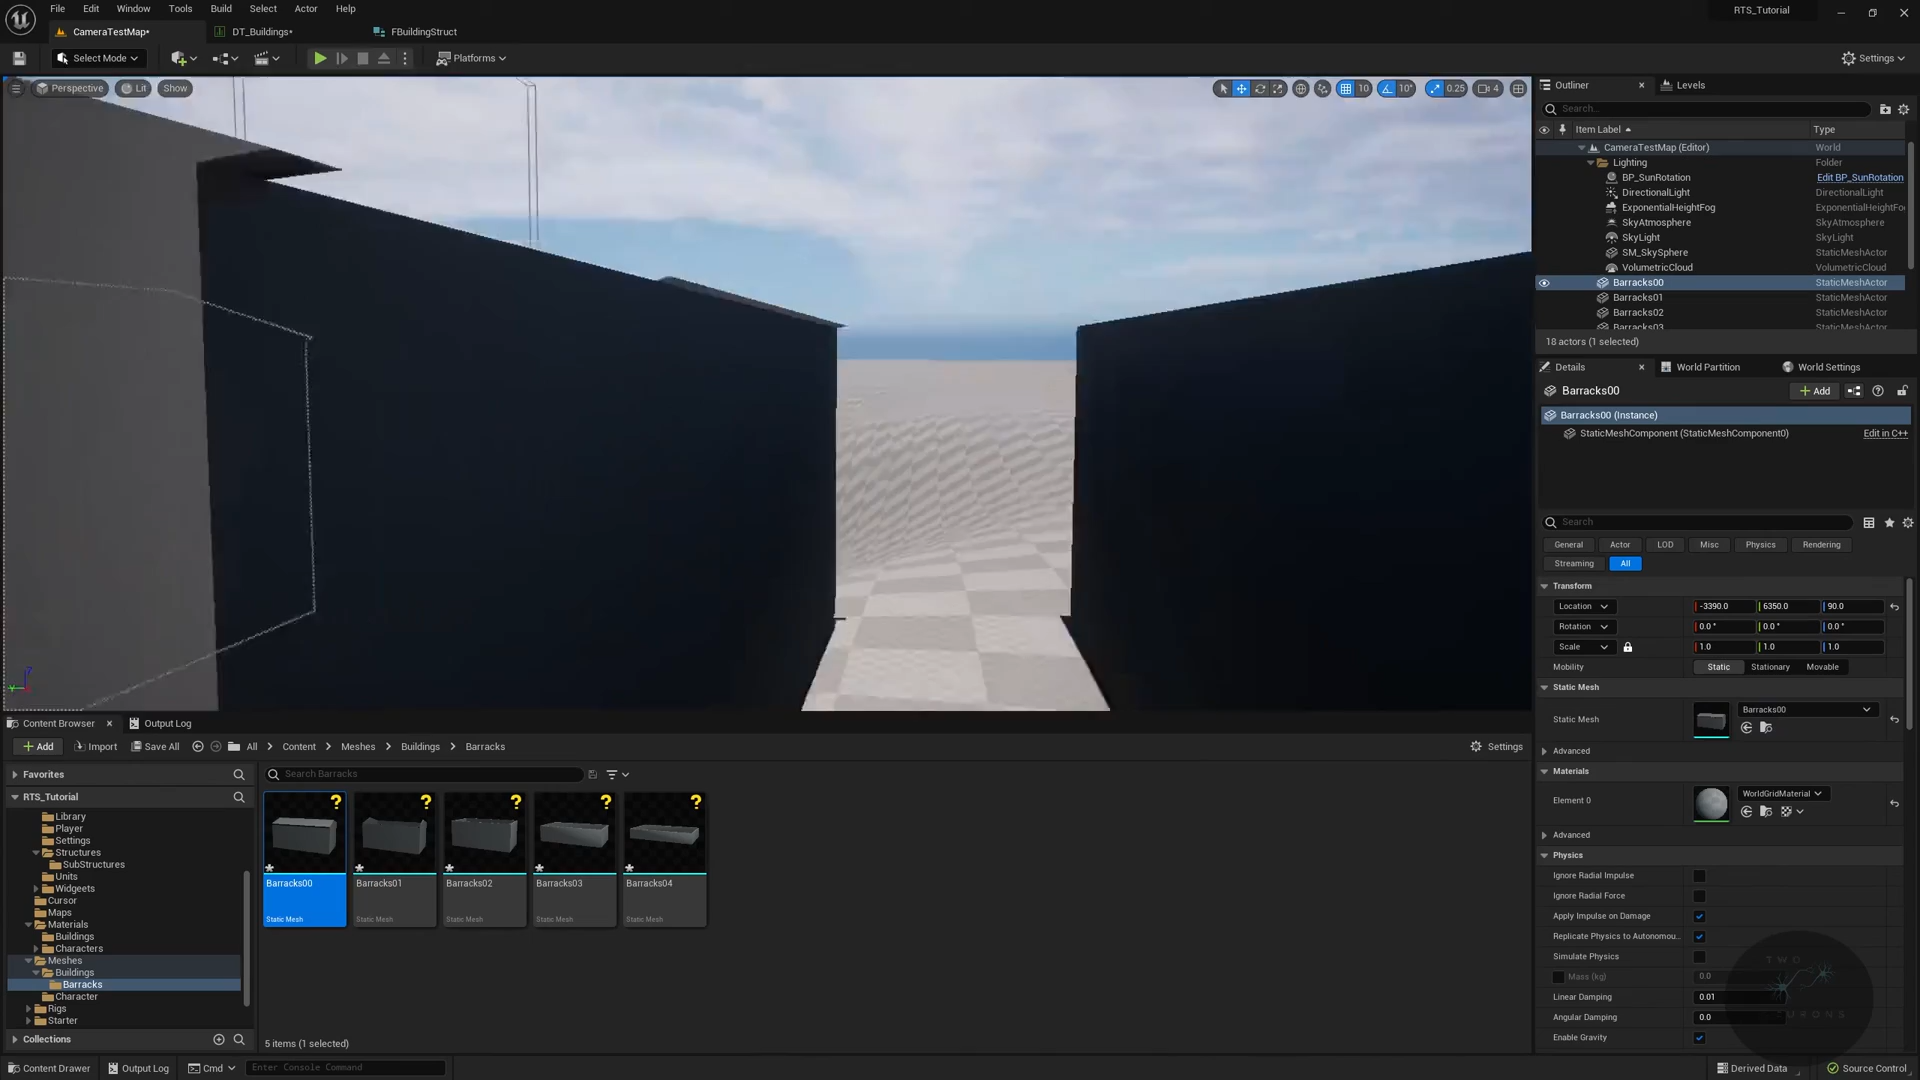 File Edit Window Tools Build Select Actor Help
RTS_Tutorial
CameraTestMap* DT_Buildings* FBuildingStruct
Select Mode Platforms Settings
Perspective Lit Show 10 10° 0.25 4
Outliner Levels
Search...
Item Label Type
CameraTestMap (Editor) World
Lighting Folder
BP_SunRotation Edit BP_SunRotation
DirectionalLight DirectionalLight
ExponentialHeightFog ExponentialHeightFo
SkyAtmosphere SkyAtmosphere
SkyLight SkyLight
SM_SkySphere StaticMeshActor
VolumetricCloud VolumetricCloud
Barracks00 StaticMeshActor
Barracks01 StaticMeshActor
Barracks02 StaticMeshActor
Barracks03 StaticMeshActor
18 actors (1 selected)
Details World Partition World Settings
Barracks00 Add
Barracks00 (Instance)
StaticMeshComponent (StaticMeshComponent0) Edit in C++
Search
General Actor LOD Misc Physics Rendering
Streaming All
Transform
Location -3390.0 6350.0 90.0
Rotation 0.0° 0.0° 0.0°
Scale 1.0 1.0 1.0
Mobility Static Stationary Movable
Static Mesh
Static Mesh Barracks00
Advanced
Materials
Element 0 WorldGridMaterial
Advanced
Physics
Ignore Radial Impulse
Ignore Radial Force
Apply Impulse on Damage
Replicate Physics to Autonomou...
Simulate Physics
Mass (kg) 0.0
Linear Damping 0.01
Angular Damping 0.0
Enable Gravity
Content Browser Output Log
Add Import Save All All Content Meshes Buildings Barracks Settings
Favorites
Search Barracks
RTS_Tutorial
Library
Player
Settings
Structures
SubStructures
Units
Widgeets
Cursor
Maps
Materials
Buildings
Characters
Meshes
Buildings
Barracks
Character
Rigs
Starter
Collections
Barracks00 Barracks01 Barracks02 Barracks03 Barracks04
Static Mesh Static Mesh Static Mesh Static Mesh Static Mesh
5 items (1 selected)
Content Drawer Output Log Cmd Enter Console Command Derived Data Source Control